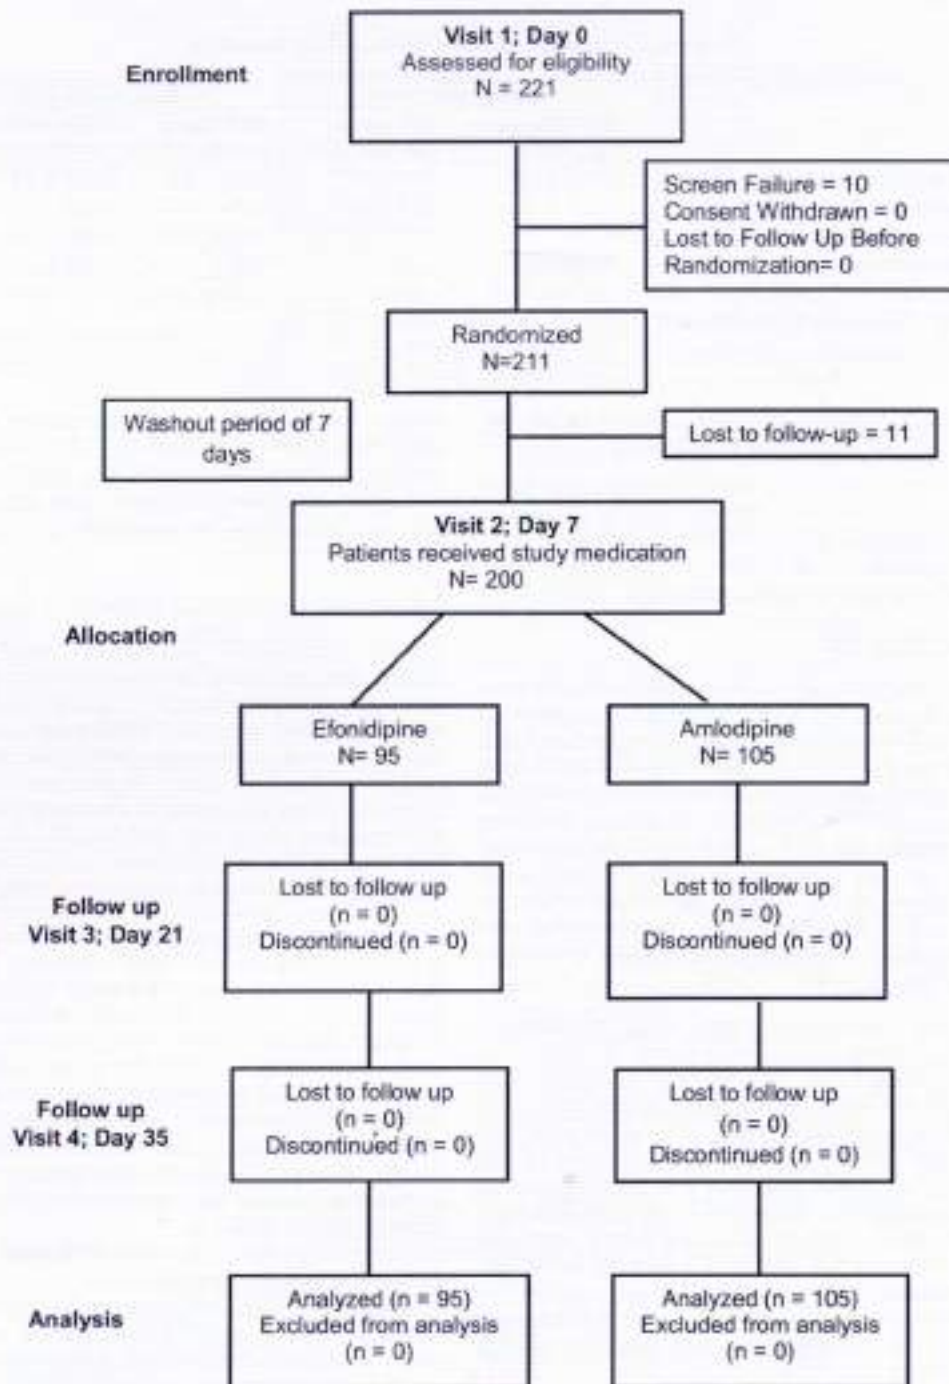 Visit 1; Day 0
Assessed for eligibility
N = 221
Enrollment
Screen Failure = 10
Consent Withdrawn = 0
Lost to Follow Up Before
Randomization= 0
Randomized
N=211
Washout period of 7
days
Lost to follow-up = 11
Visit 2; Day 7
Patients received study medication
N= 200
Allocation
Efonidipine
N= 95
Amlodipine
N= 105
Follow up
Visit 3; Day 21
Lost to follow up
(n = 0)
Discontinued (n = 0)
Lost to follow up
(n = 0)
Discontinued (n = 0)
Follow up
Visit 4; Day 35
Lost to follow up
(n = 0)
Discontinued (n = 0)
Lost to follow up
(n = 0)
Discontinued (n = 0)
Analysis
Analyzed (n = 95)
Excluded from analysis
(n = 0)
Analyzed (n = 105)
Excluded from analysis
(n = 0)